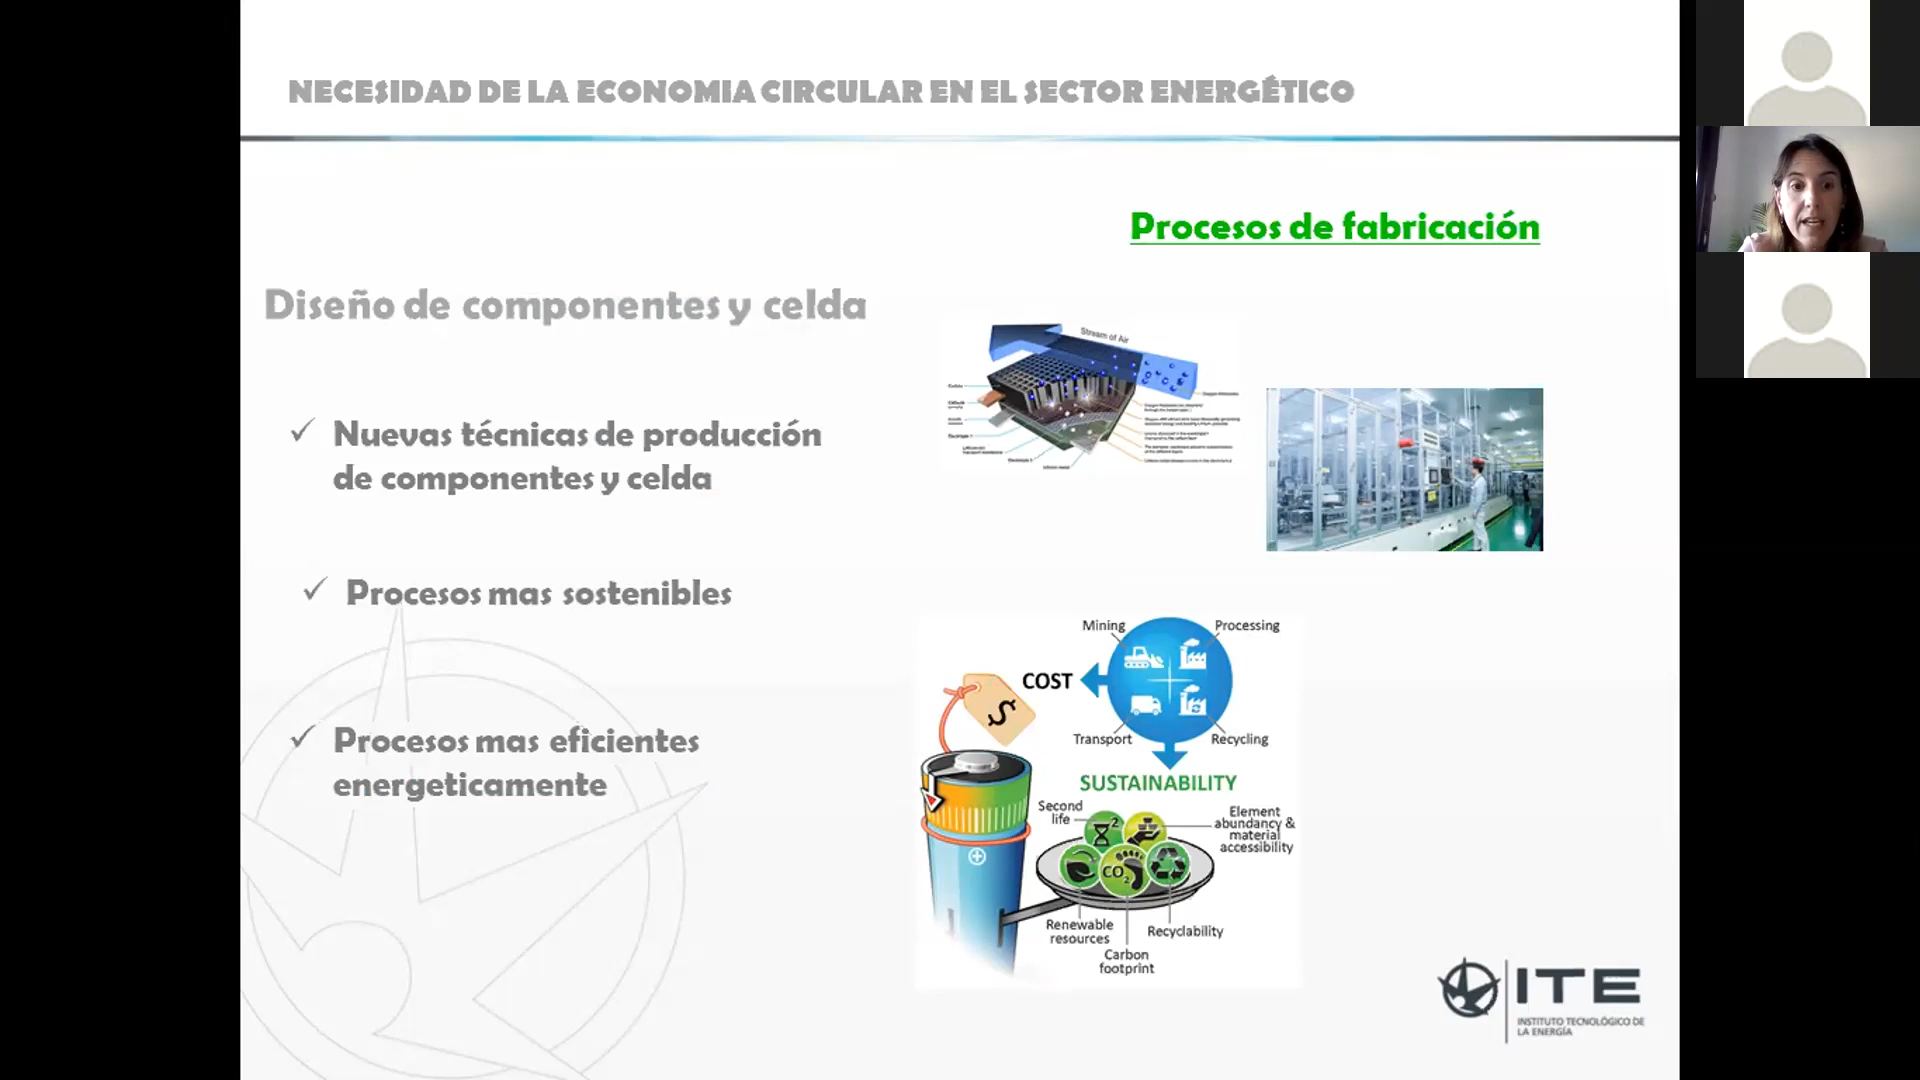 NECESIDAD DE LA ECONOMIA CIRCULAR EN EL SECTOR ENERGÉTICO
Procesos de fabricación
Diseño de componentes y celda
✓ Nuevas técnicas de producción
de componentes y celda
✓ Procesos mas sostenibles
✓ Procesos mas eficientes
energeticamente
Stream of Air
Mining
Processing
COST
$
Transport
Recycling
SUSTAINABILITY
Second
life
2
Element
abundancy &
material
accessibility
CO2
Renewable
resources
Recyclability
Carbon
footprint
ITE
INSTITUTO TECNOLÓGICO DE
LA ENERGÍA